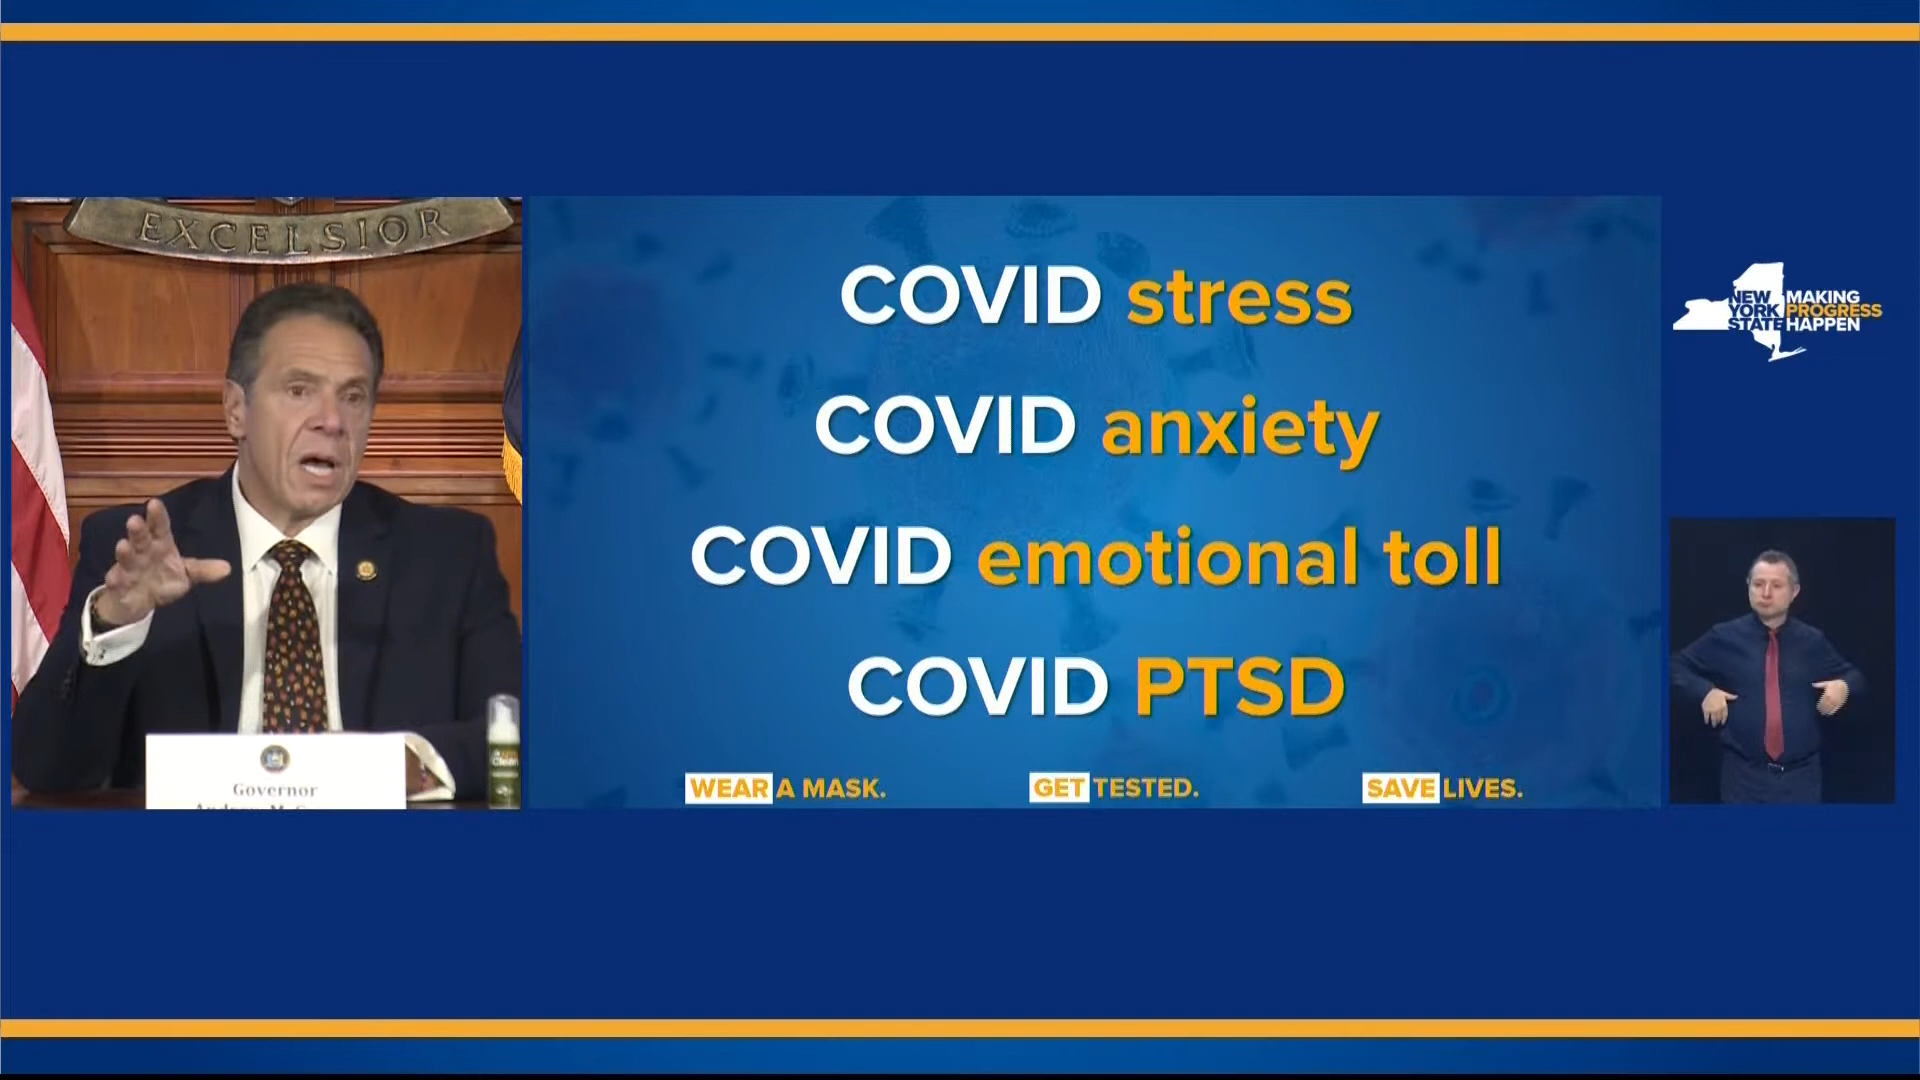 EXCELSIOR
Governor
COVID stress
COVID anxiety
COVID emotional toll
COVID PTSD
WEAR A MASK. GET TESTED. SAVE LIVES.
NEW YORK STATE
MAKING PROGRESS HAPPEN
Clean